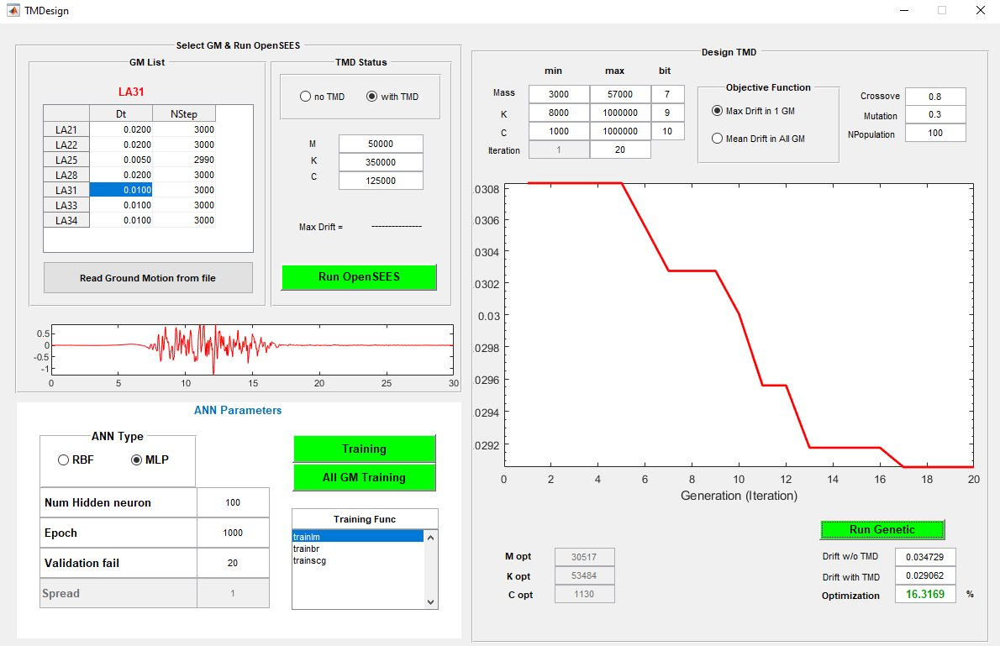 TMDesign
Select GM & Run OpenSEES
GM List
LA31
Dt NStep
LA21 0.0200 3000
LA22 0.0200 3000
LA25 0.0050 2990
LA28 0.0200 3000
LA31 0.0100 3000
LA33 0.0100 3000
LA34 0.0100 3000
Read Ground Motion from file
TMD Status
no TMD with TMD
M 50000
K 350000
C 125000
Max Drift = ---------------
Run OpenSEES
0.5
0
-0.5
-1
0 5 10 15 20 25 30
ANN Parameters
ANN Type
RBF MLP
Num Hidden neuron 100
Epoch 1000
Validation fail 20
Spread 1
Training
All GM Training
Training Func
trainlm
trainbr
trainscg
Design TMD
min max bit
Mass 3000 57000 7
K 8000 1000000 9
C 1000 1000000 10
Iteration 1 20
Objective Function
Max Drift in 1 GM
Mean Drift in All GM
Crossove 0.8
Mutation 0.3
NPopulation 100
.0308
.0306
.0304
.0302
0.03
.0298
.0296
.0294
.0292
0 2 4 6 8 10 12 14 16 18 20
Generation (Iteration)
Run Genetic
M opt 30517
K opt 53484
C opt 1130
Drift w/o TMD 0.034729
Drift with TMD 0.029062
Optimization 16.3169 %